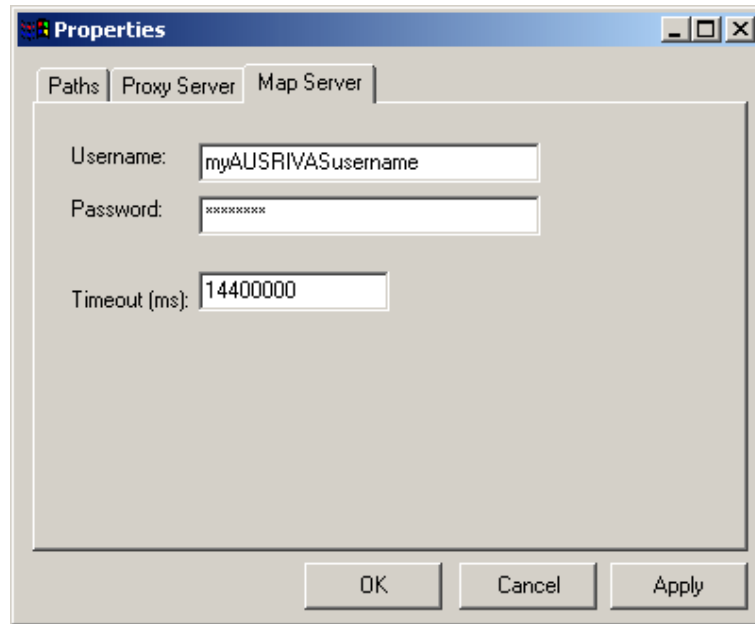 Properties
Paths Proxy Server Map Server
Username: myAUSRIVASusername
Password: ********
Timeout (ms): 14400000
OK Cancel Apply